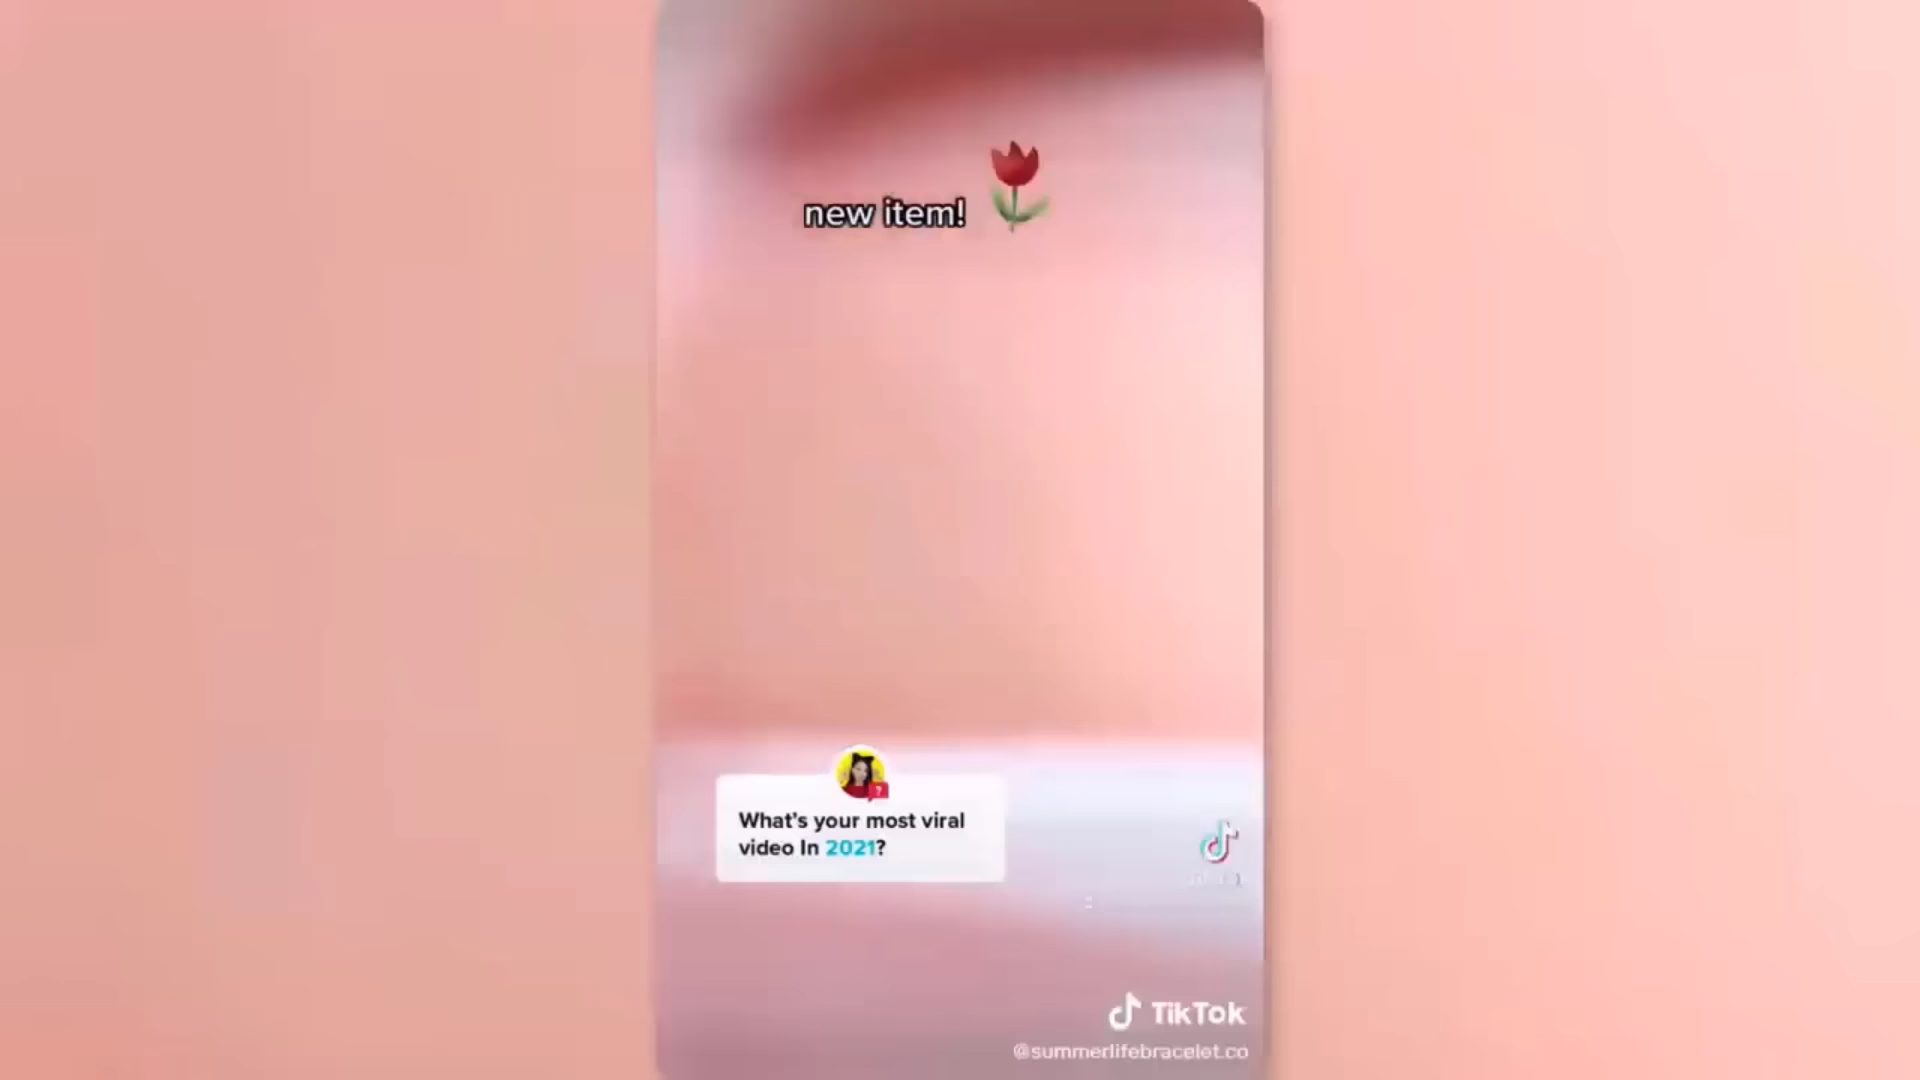 new item!
?
What's your most viral
video In 2021?
TikTok
@summerlifebracelet.co